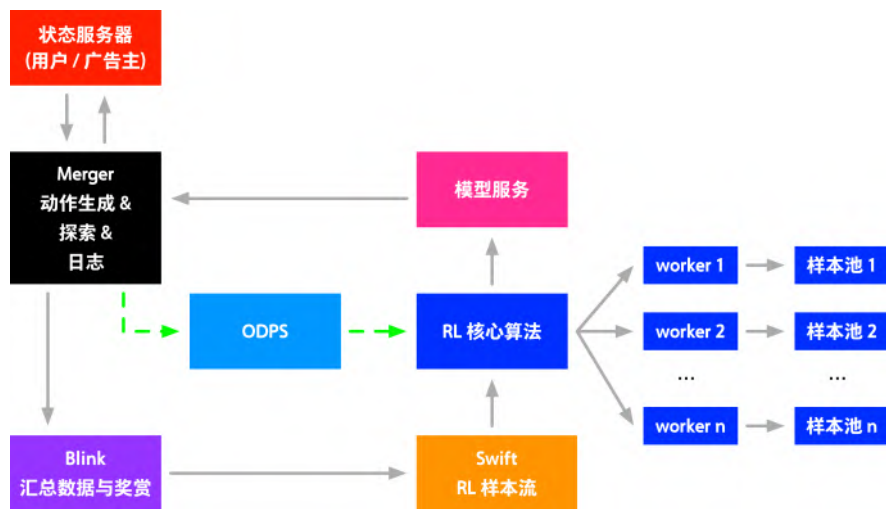 状态服务器
(用户 / 广告主)
Merger
动作生成 &
探索 &
日志
模型服务
worker 1
样本池 1
ODPS
RL 核心算法
worker 2
样本池 2
...
...
worker n
样本池 n
Blink
汇总数据与奖赏
Swift
RL 样本流